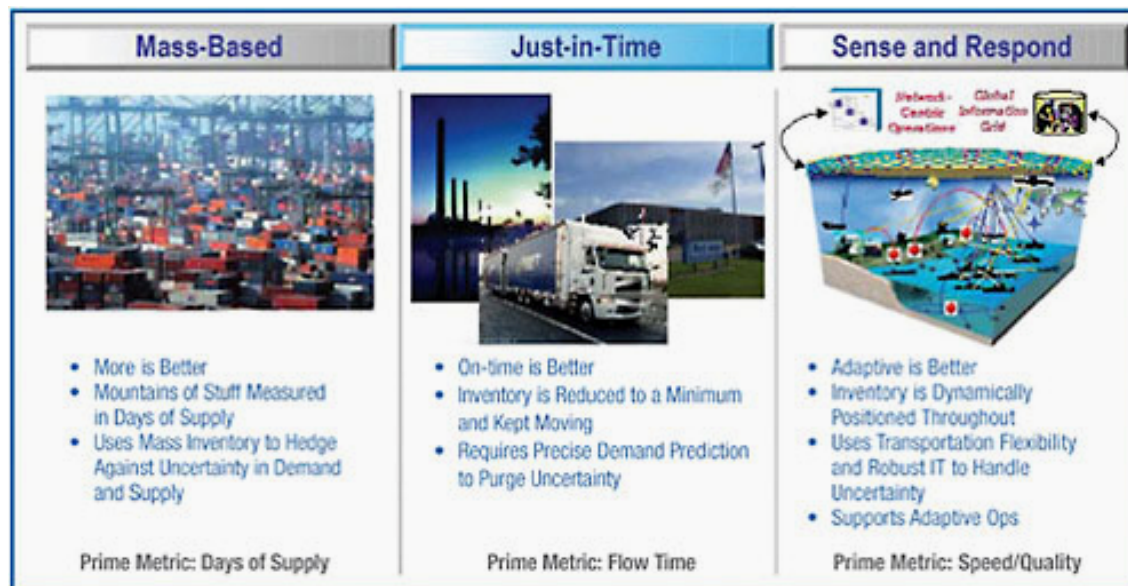 Mass-Based
Just-in-Time
Sense and Respond
Network-
Centric
Operations
Global
Information
Grid
• More is Better
• Mountains of Stuff Measured
in Days of Supply
• Uses Mass Inventory to Hedge
Against Uncertainty in Demand
and Supply
Prime Metric: Days of Supply
• On-time is Better
• Inventory is Reduced to a Minimum
and Kept Moving
• Requires Precise Demand Prediction
to Purge Uncertainty
Prime Metric: Flow Time
• Adaptive is Better
• Inventory is Dynamically
Positioned Throughout
• Uses Transportation Flexibility
and Robust IT to Handle
Uncertainty
• Supports Adaptive Ops
Prime Metric: Speed/Quality